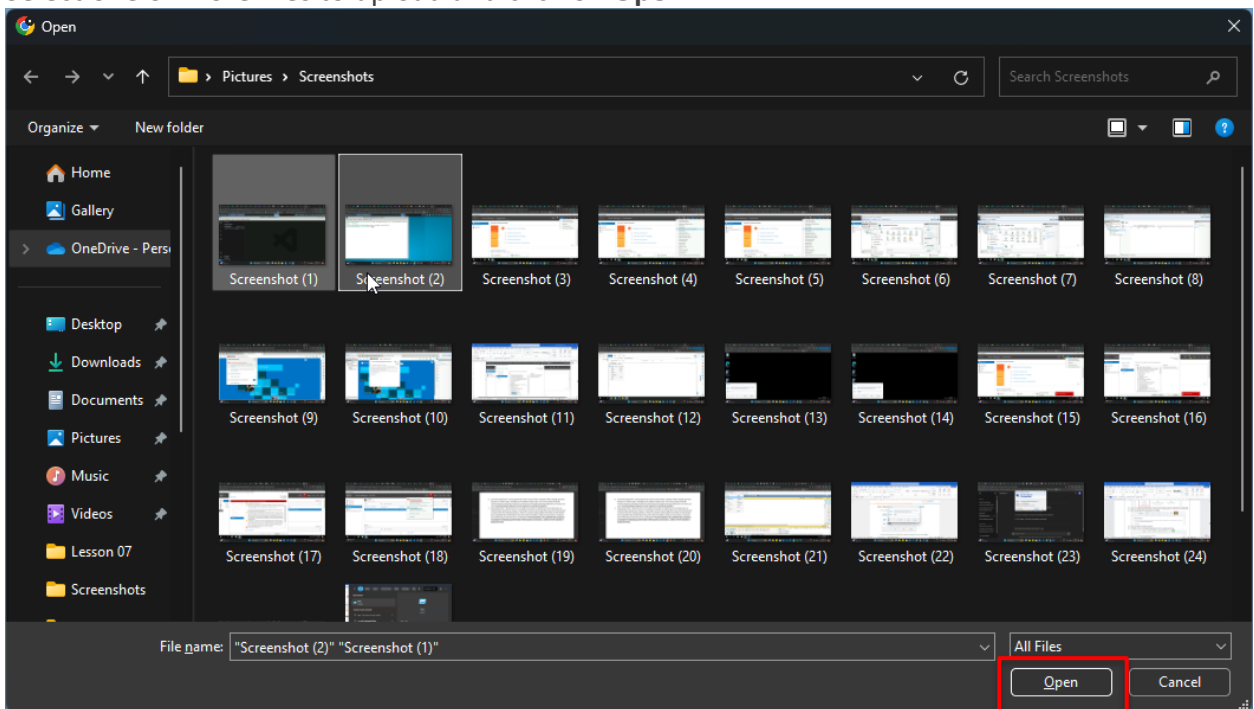 Open
Pictures > Screenshots
Search Screenshots
Organize
New folder
Home
Gallery
OneDrive - Pers
Desktop
Downloads
Documents
Pictures
Music
Videos
Lesson 07
Screenshots
Screenshot (1) Screenshot (2) Screenshot (3) Screenshot (4) Screenshot (5) Screenshot (6) Screenshot (7) Screenshot (8)
Screenshot (9) Screenshot (10) Screenshot (11) Screenshot (12) Screenshot (13) Screenshot (14) Screenshot (15) Screenshot (16)
Screenshot (17) Screenshot (18) Screenshot (19) Screenshot (20) Screenshot (21) Screenshot (22) Screenshot (23) Screenshot (24)
File name: "Screenshot (2)" "Screenshot (1)"
All Files
Open Cancel